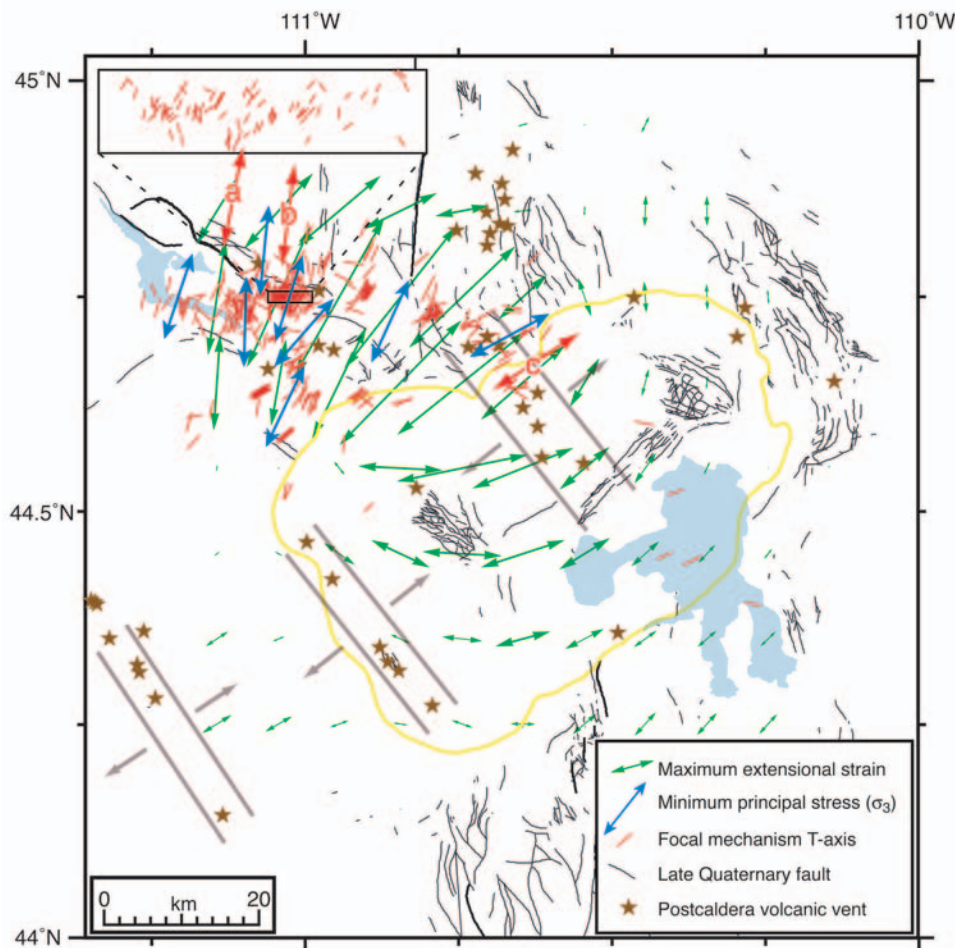 111°W
110°W
45°N
a
b
c
44.5°N
44°N
Maximum extensional strain
Minimum principal stress (σ3)
Focal mechanism T-axis
Late Quaternary fault
Postcaldera volcanic vent
km
0 10 20